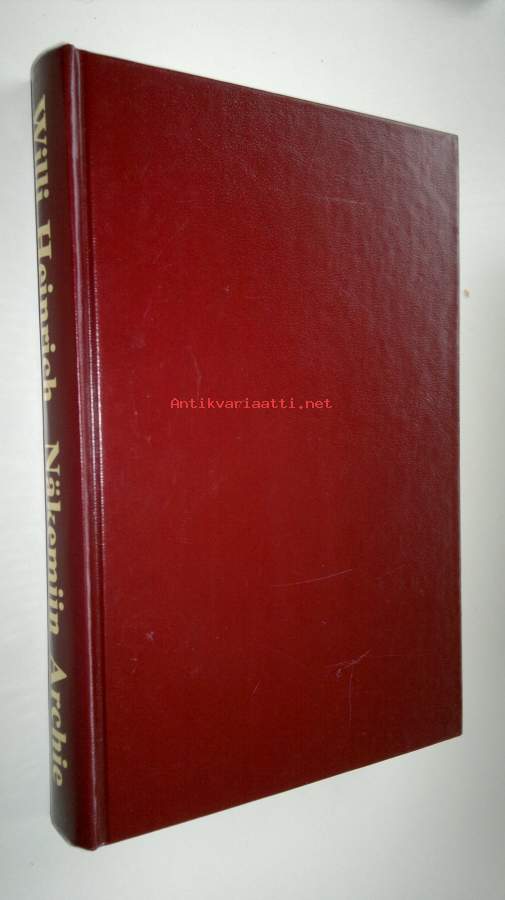 Willi Heinrich Näkemiin Archie
Antikvariaatti.net